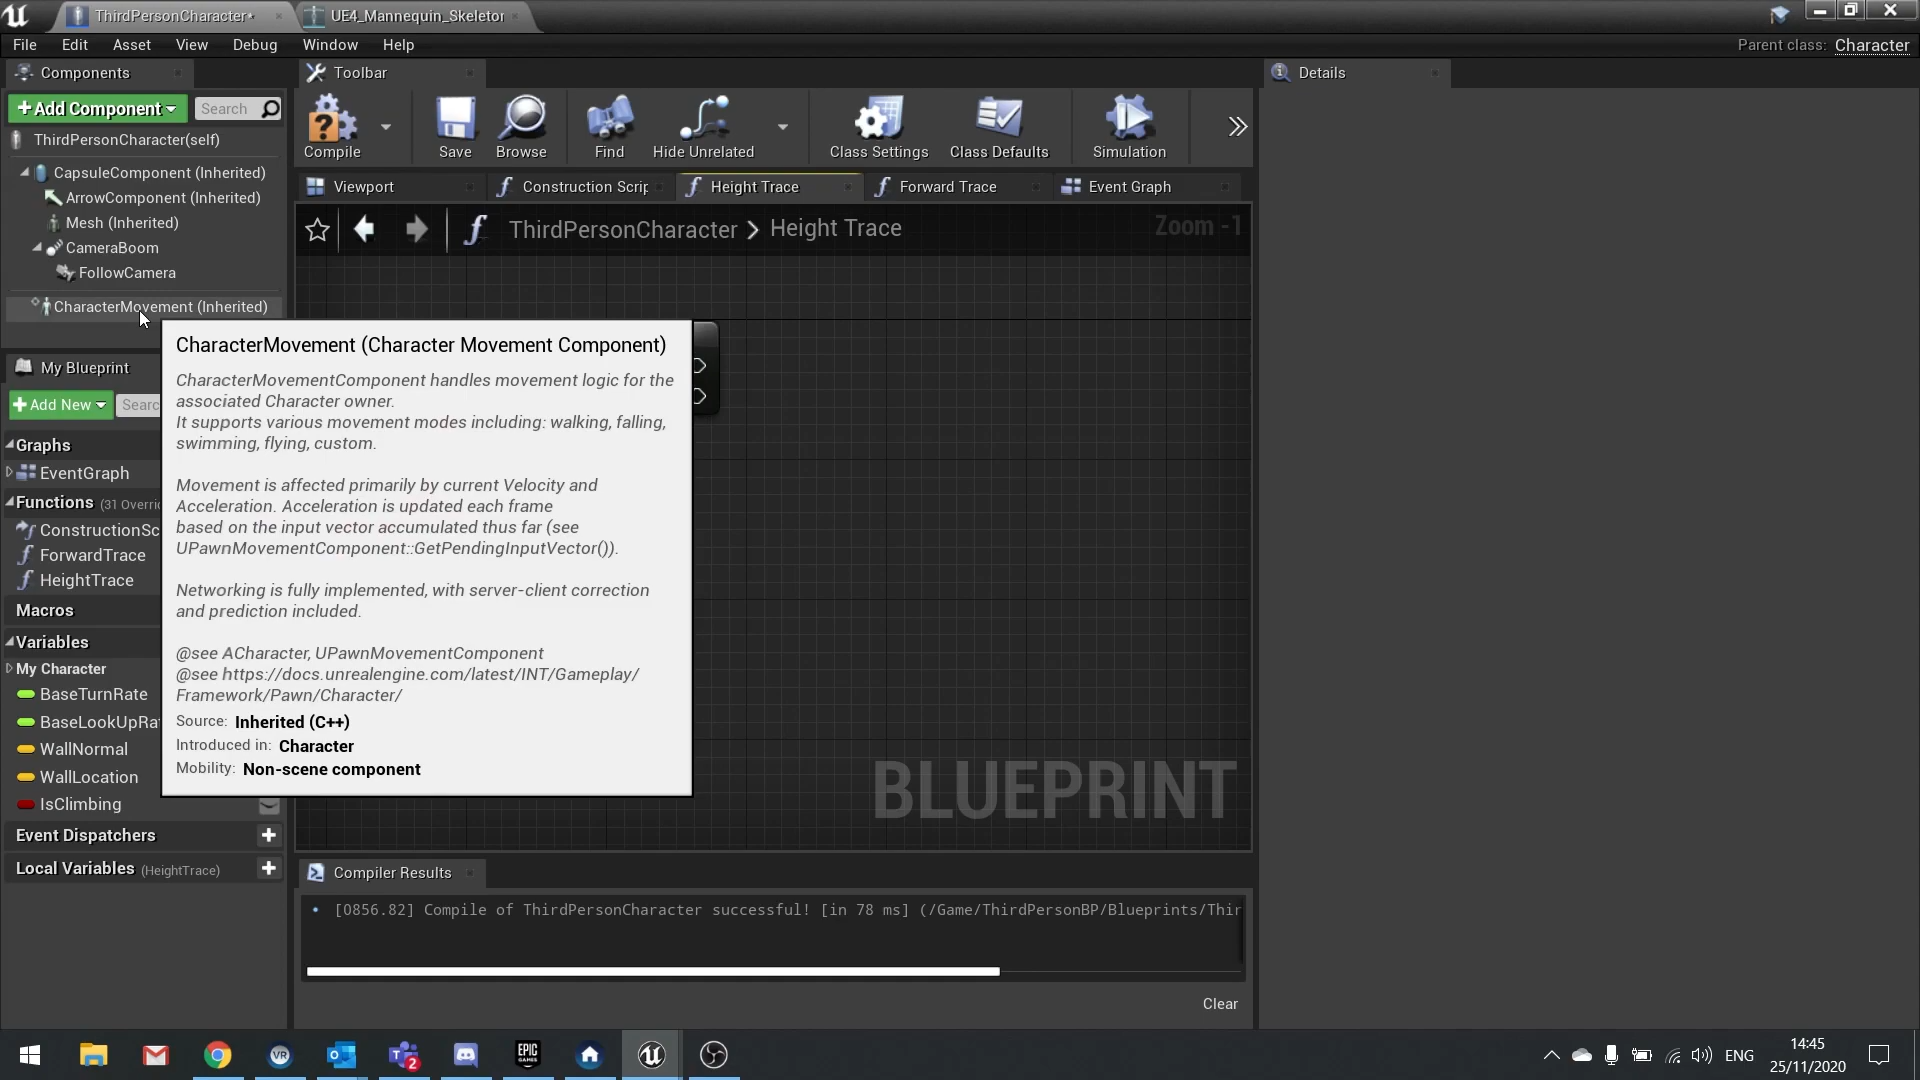 ThirdPersonCharacter*
UE4_Mannequin_Skeletor
File Edit Asset View Debug Window Help
Parent class: Character
Components
Toolbar
Details
Add Component
Search
ThirdPersonCharacter(self)
CapsuleComponent (Inherited)
ArrowComponent (Inherited)
Mesh (Inherited)
CameraBoom
FollowCamera
CharacterMovement (Inherited)
Compile
Save
Browse
Find
Hide Unrelated
Class Settings
Class Defaults
Simulation
Viewport
Construction Scrip
Height Trace
Forward Trace
Event Graph
ThirdPersonCharacter > Height Trace
Zoom -1
CharacterMovement (Character Movement Component)
CharacterMovementComponent handles movement logic for the
associated Character owner.
It supports various movement modes including: walking, falling,
swimming, flying, custom.
Movement is affected primarily by current Velocity and
Acceleration. Acceleration is updated each frame
based on the input vector accumulated thus far (see
UPawnMovementComponent::GetPendingInputVector()).
Networking is fully implemented, with server-client correction
and prediction included.
@see ACharacter, UPawnMovementComponent
@see https://docs.unrealengine.com/latest/INT/Gameplay/
Framework/Pawn/Character/
Source: Inherited (C++)
Introduced in: Character
Mobility: Non-scene component
My Blueprint
Add New
Searc
Graphs
EventGraph
Functions (31 Overri
ConstructionSc
ForwardTrace
HeightTrace
Macros
Variables
My Character
BaseTurnRate
BaseLookUpRat
WallNormal
WallLocation
IsClimbing
Event Dispatchers
Local Variables (HeightTrace)
BLUEPRINT
Compiler Results
[0856.82] Compile of ThirdPersonCharacter successful! [in 78 ms] (/Game/ThirdPersonBP/Blueprints/Thir
Clear
VR
2
EPIC
GAMES
ENG
14:45
25/11/2020